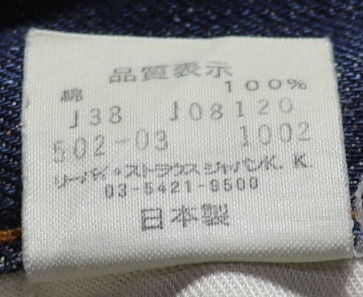 品質表示
綿 100%
J38 J08120
502-03 1002
リーバイ・ストラウスジャパンK.K.
03-5421-9500
日本製